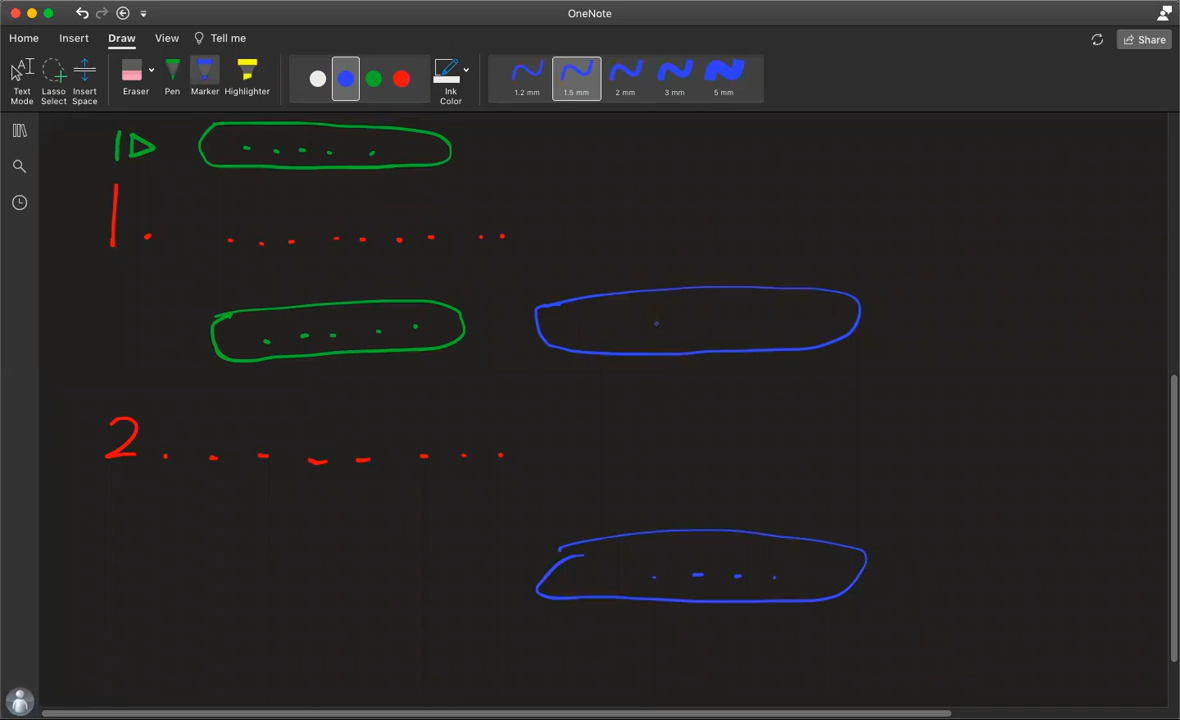 OneNote
Home Insert Draw View Tell me
Share
Text Mode
Lasso Select
Insert Space
Eraser
Pen
Marker
Highlighter
Ink Color
1.2 mm
1.5 mm
2 mm
3 mm
5 mm
1.
2.